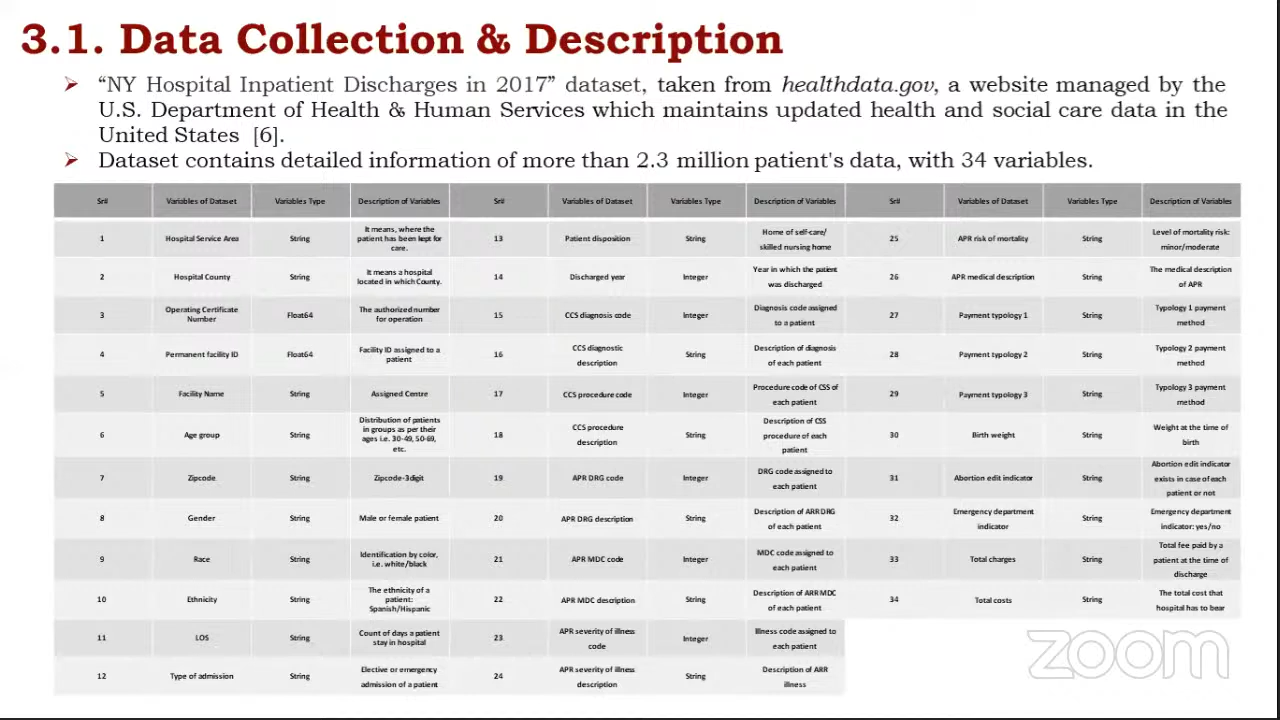 3.1. Data Collection & Description
➢ “NY Hospital Inpatient Discharges in 2017” dataset, taken from healthdata.gov, a website managed by the
U.S. Department of Health & Human Services which maintains updated health and social care data in the
United States [6].
➢ Dataset contains detailed information of more than 2.3 million patient's data, with 34 variables.
Sr# Variables of Dataset Variables Type Description of Variables Sr# Variables of Dataset Variables Type Description of Variables Sr# Variables of Dataset Variables Type Description of Variables
1 Hospital Service Area String It means, where the patient has been kept for care. 13 Patient disposition String Home of self-care/ skilled nursing home 25 APR risk of mortality String Level of mortality risk: minor/moderate
2 Hospital County String It means a hospital located in which County. 14 Discharged year Integer Year in which the patient was discharged 26 APR medical description String The medical description of APR
3 Operating Certificate Number Float64 The authorized number for operation 15 CCS diagnosis code Integer Diagnosis code assigned to a patient 27 Payment typology 1 String Typology 1 payment method
4 Permanent facility ID Float64 Facility ID assigned to a patient 16 CCS diagnostic description String Description of diagnosis of each patient 28 Payment typology 2 String Typology 2 payment method
5 Facility Name String Assigned Centre 17 CCS procedure code Integer Procedure code of CSS of each patient 29 Payment typology 3 String Typology 3 payment method
6 Age group String Distribution of patients in groups as per their ages i.e. 30-49, 50-69, etc. 18 CCS procedure description String Description of CSS procedure of each patient 30 Birth weight String Weight at the time of birth
7 Zipcode String Zipcode-3digit 19 APR DRG code Integer DRG code assigned to each patient 31 Abortion edit indicator String Abortion edit indicator exists in case of each patient or not
8 Gender String Male or female patient 20 APR DRG description String Description of ARR DRG of each patient 32 Emergency department indicator String Emergency department indicator: yes/no
9 Race String Identification by color, i.e. white/black 21 APR MDC code Integer MDC code assigned to each patient 33 Total charges String Total fee paid by a patient at the time of discharge
10 Ethnicity String The ethnicity of a patient: Spanish/Hispanic 22 APR MDC description String Description of ARR MDC of each patient 34 Total costs String The total cost that hospital has to bear
11 LOS String Count of days a patient stay in hospital 23 APR severity of illness code Integer Illness code assigned to each patient
12 Type of admission String Elective or emergency admission of a patient 24 APR severity of illness description String Description of ARR illness
zoom